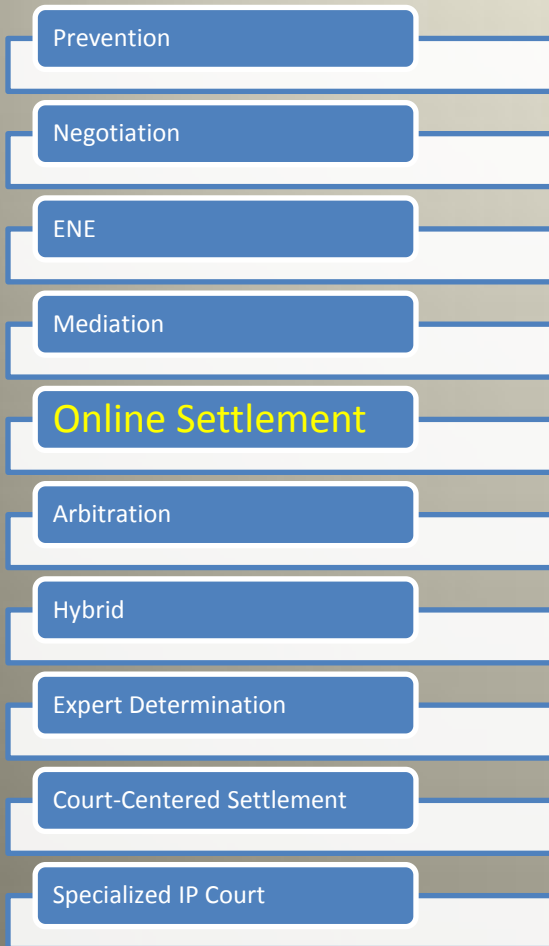 Prevention
Negotiation
ENE
Mediation
Online Settlement
Arbitration
Hybrid
Expert Determination
Court-Centered Settlement
Specialized IP Court